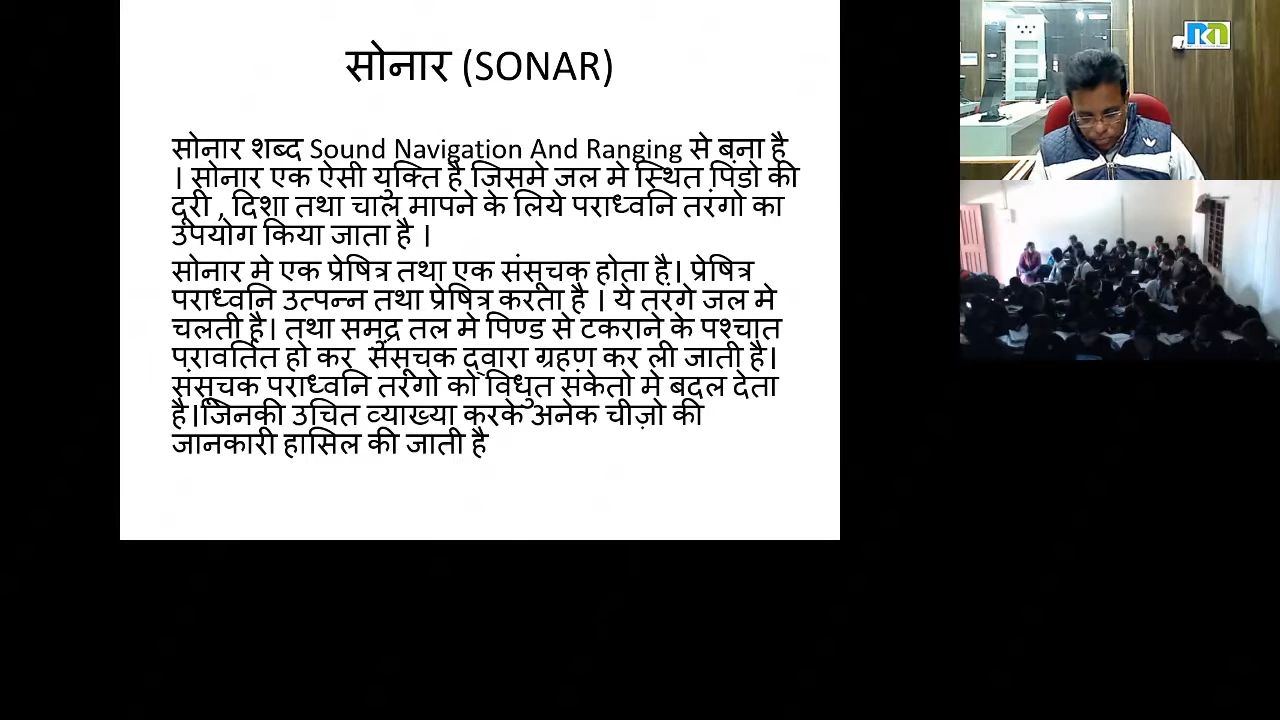 सोनार (SONAR)
सोनार शब्द Sound Navigation And Ranging से बना है
। सोनार एक ऐसी युक्ति है जिसमे जल मे स्थित पिंडो की
दूरी , दिशा तथा चाल मापने के लिये पराध्वनि तरंगो का
उपयोग किया जाता है ।
सोनार मे एक प्रेषित्र तथा एक संसूचक होता है। प्रेषित्र
पराध्वनि उत्पन्न तथा प्रेषित्र करता है । ये तरंगे जल मे
चलती है। तथा समुद्र तल मे पिण्ड से टकराने के पश्चात
परावर्तित हो कर संसूचक द्वारा ग्रहण कर ली जाती है।
संसूचक पराध्वनि तरंगो को विधुत संकेतो मे बदल देता
है।जिनकी उचित व्याख्या करके अनेक चीज़ो की
जानकारी हासिल की जाती है